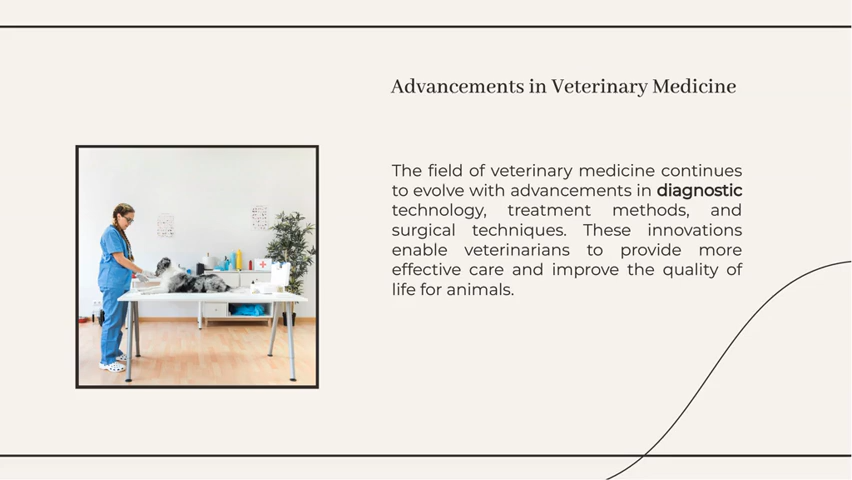 Advancements in Veterinary Medicine
The field of veterinary medicine continues
to evolve with advancements in diagnostic
technology, treatment methods, and
surgical techniques. These innovations
enable veterinarians to provide more
effective care and improve the quality of
life for animals.